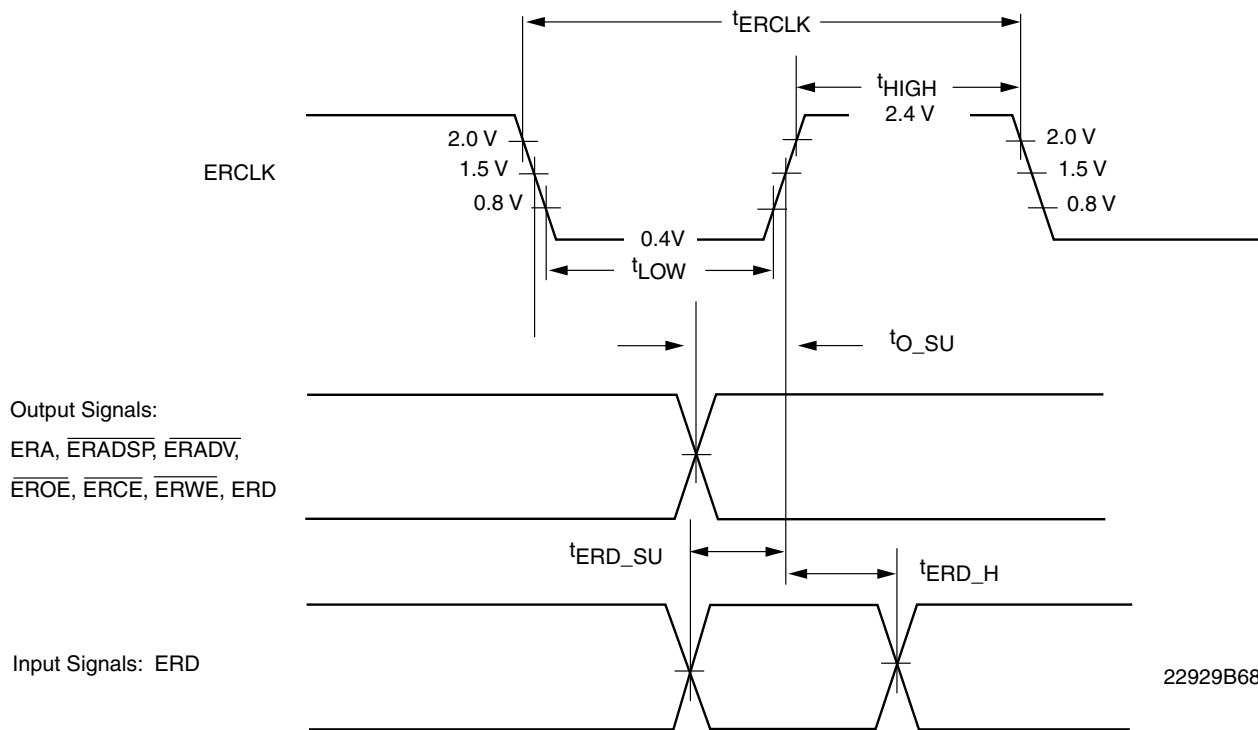 tERCLK
tHIGH
2.4 V
2.0 V
2.0 V
ERCLK
1.5 V
1.5 V
0.8 V
0.8 V
0.4V
tLOW
tO_SU
Output Signals:
ERA, ERADSP, ERADV,
EROE, ERCE, ERWE, ERD
tERD_SU
tERD_H
Input Signals: ERD
22929B68